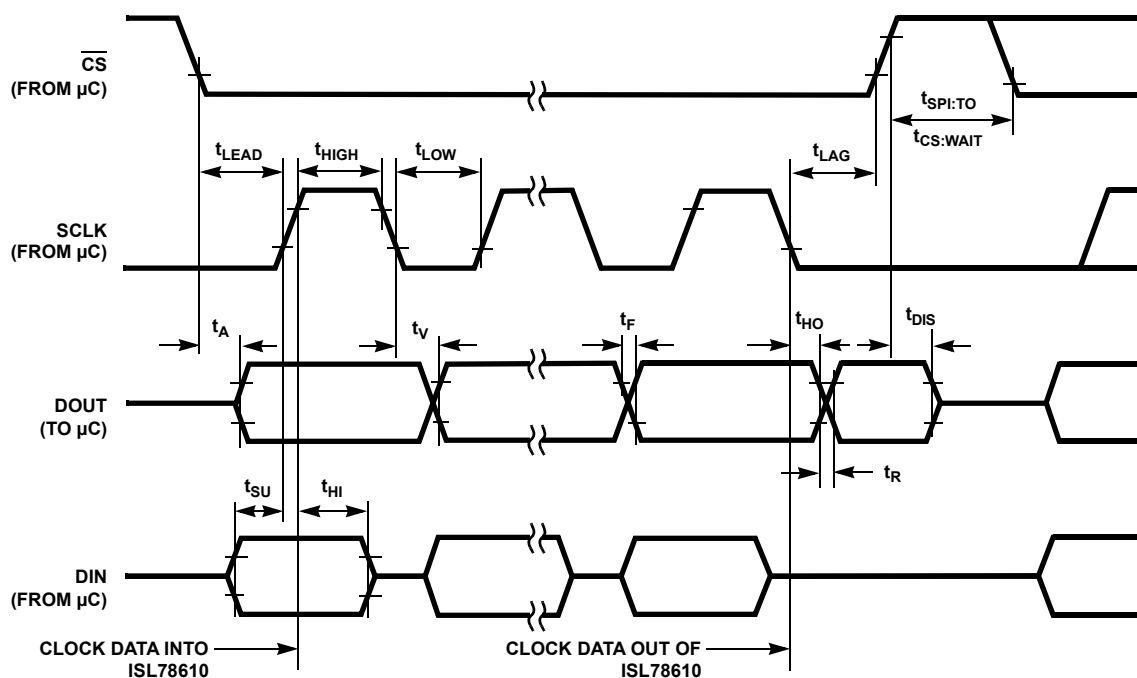 CS
(FROM µC)
tSPI:TO
tCS:WAIT
tLEAD
tHIGH
tLOW
tLAG
SCLK
(FROM µC)
tA
tV
tF
tHO
tDIS
DOUT
(TO µC)
tR
tSU
tHI
DIN
(FROM µC)
CLOCK DATA INTO
ISL78610
CLOCK DATA OUT OF
ISL78610